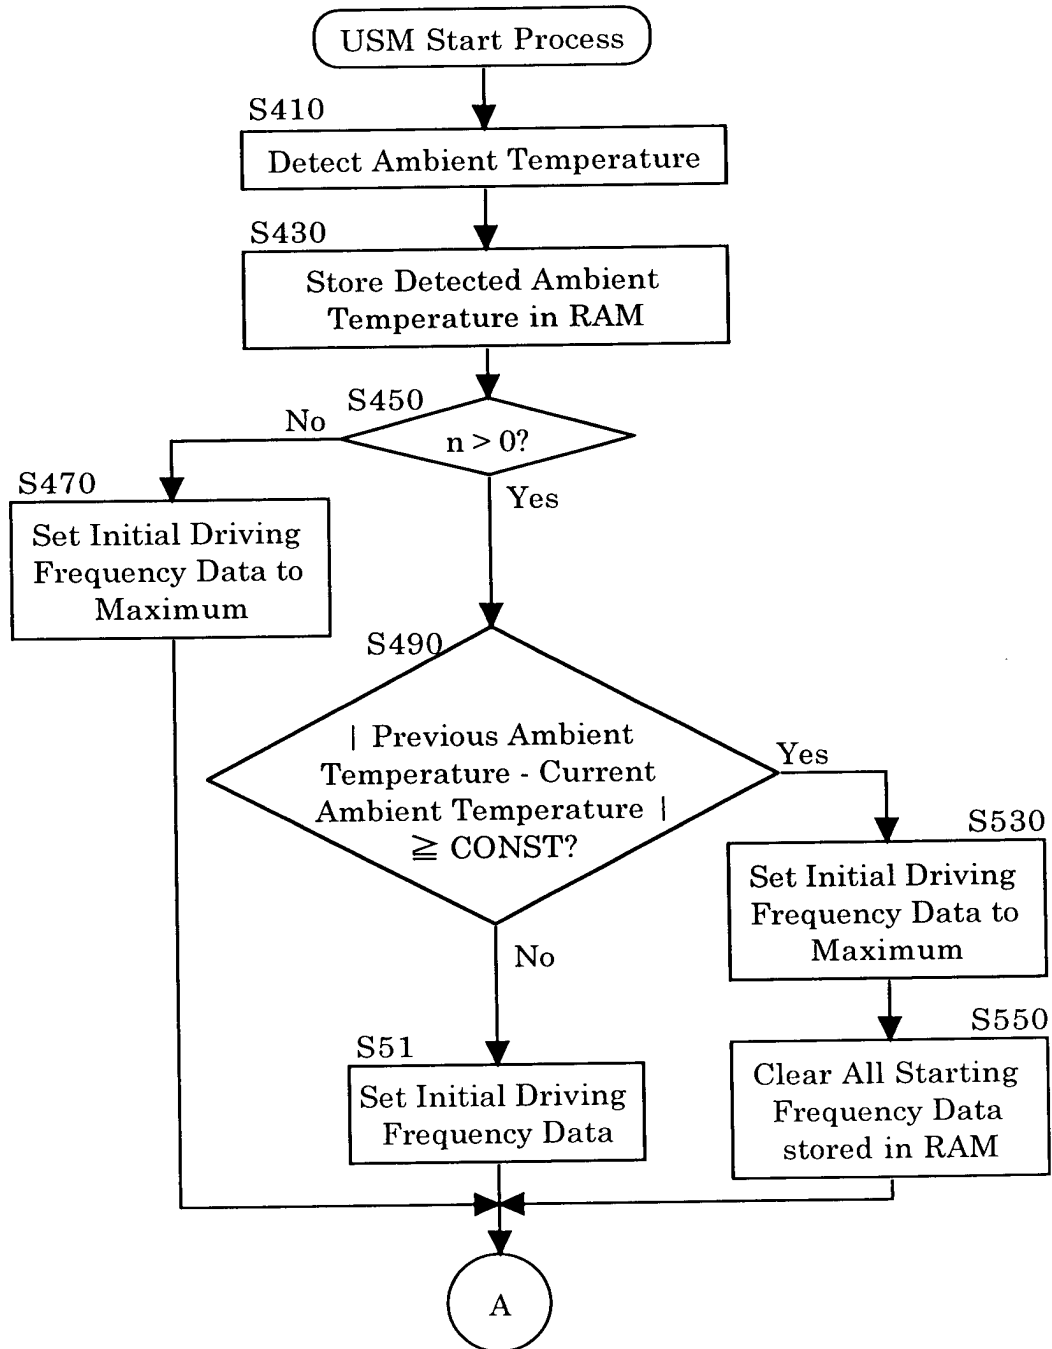 USM Start Process
S410
Detect Ambient Temperature
S430
Store Detected Ambient
Temperature in RAM
S450
No
n > 0?
Yes
S470
Set Initial Driving
Frequency Data to
Maximum
S490
| Previous Ambient
Temperature - Current
Ambient Temperature |
≧ CONST?
Yes
S530
Set Initial Driving
Frequency Data to
Maximum
No
S550
Clear All Starting
Frequency Data
stored in RAM
S51
Set Initial Driving
Frequency Data
A